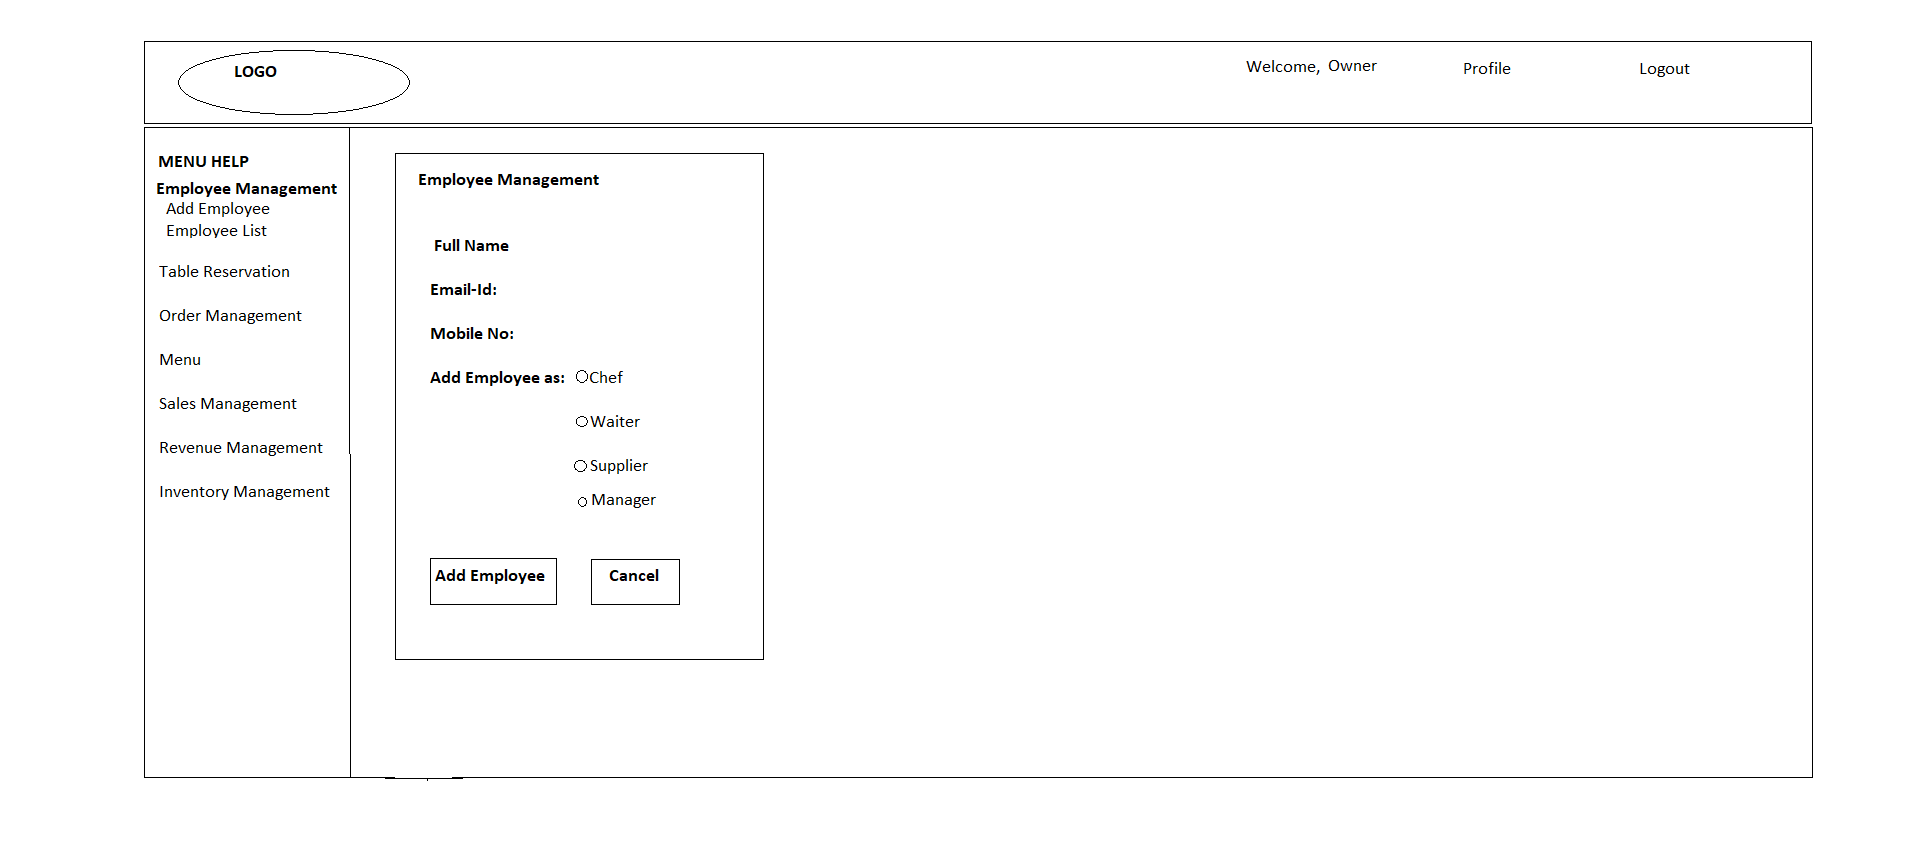 LOGO
Welcome, Owner
Profile
Logout
MENU HELP
Employee Management
Add Employee
Employee List
Table Reservation
Order Management
Menu
Sales Management
Revenue Management
Inventory Management
Employee Management
Full Name
Email-Id:
Mobile No:
Add Employee as: Chef
Waiter
Supplier
Manager
Add Employee
Cancel